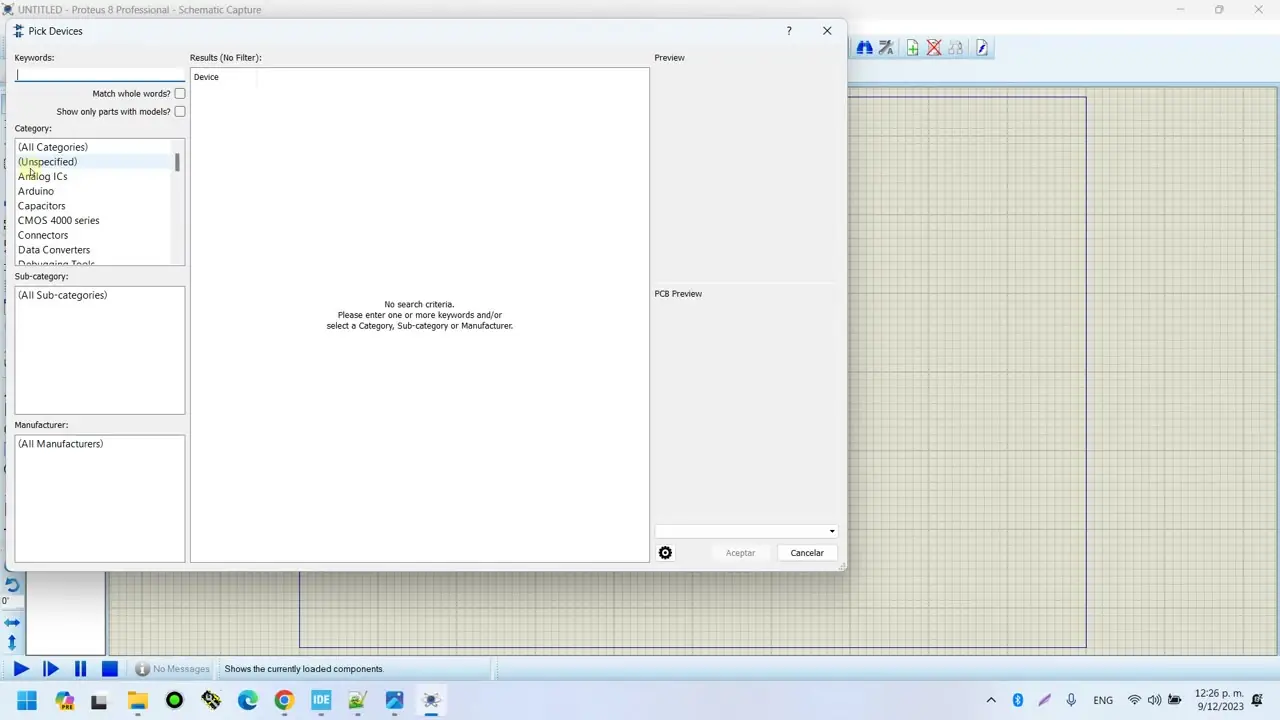 UNTITLED - Proteus 8 Professional - Schematic Capture
Pick Devices
?
Keywords:
Results (No Filter):
Preview
Device
Match whole words?
Show only parts with models?
Category:
(All Categories)
(Unspecified)
Analog ICs
Arduino
Capacitors
CMOS 4000 series
Connectors
Data Converters
Debugging Tools
Sub-category:
(All Sub-categories)
PCB Preview
No search criteria.
Please enter one or more keywords and/or
select a Category, Sub-category or Manufacturer.
Manufacturer:
(All Manufacturers)
Aceptar
Cancelar
0°
No Messages
Shows the currently loaded components.
PRE
IDE
ENG
12:26 p. m.
9/12/2023